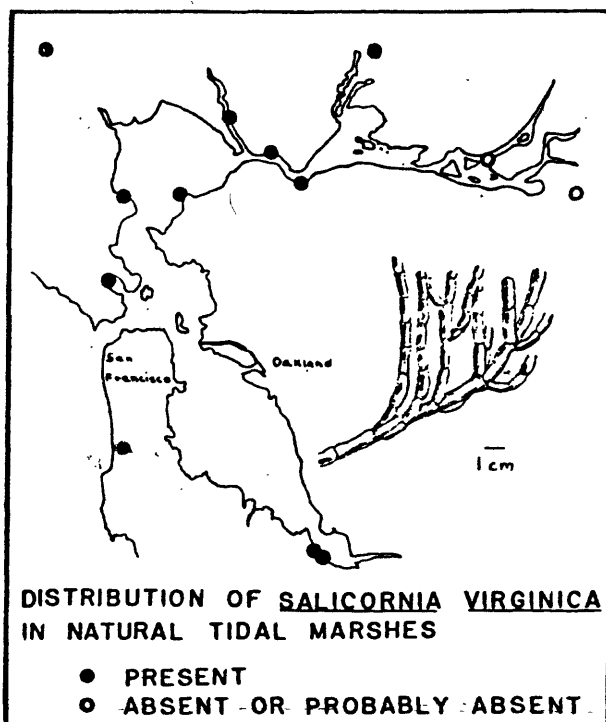 San
Francisco
Oakland
1 cm
DISTRIBUTION OF SALICORNIA VIRGINICA
IN NATURAL TIDAL MARSHES
PRESENT
ABSENT OR PROBABLY ABSENT